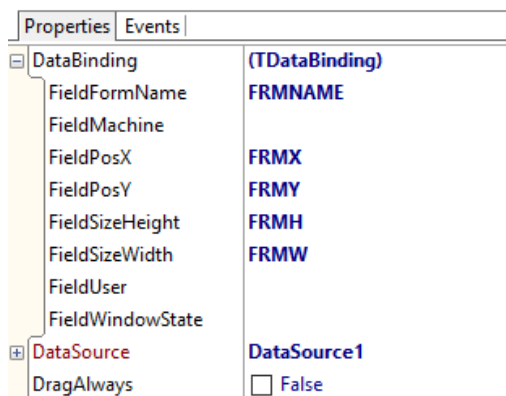 Properties Events
DataBinding (TDataBinding)
FieldFormName FRMNAME
FieldMachine
FieldPosX FRMX
FieldPosY FRMY
FieldSizeHeight FRMH
FieldSizeWidth FRMW
FieldUser
FieldWindowState
DataSource DataSource1
DragAlways False